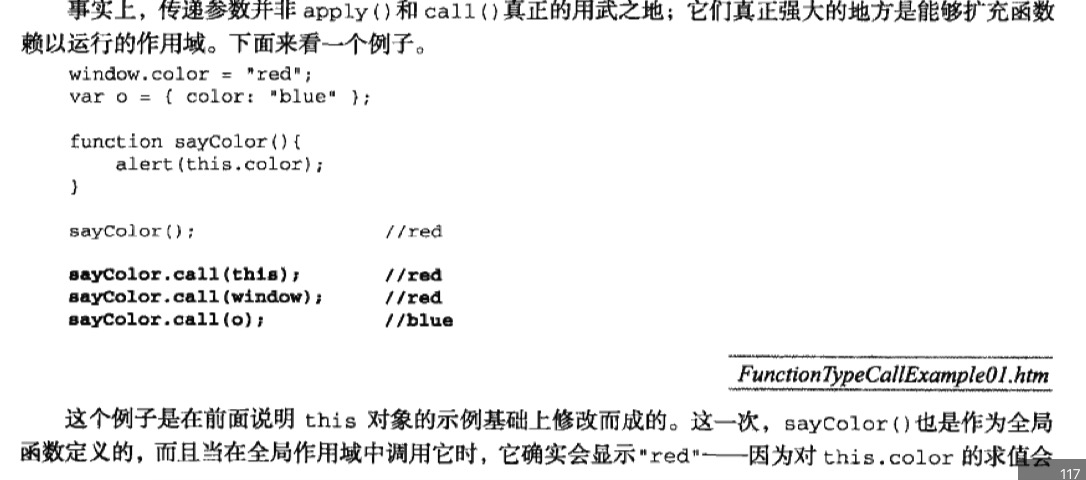 事实上，传递参数并非 apply()和 call()真正的用武之地；它们真正强大的地方是能够扩充函数
赖以运行的作用域。下面来看一个例子。
window.color = "red";
var o = { color: "blue" };
function sayColor(){
alert(this.color);
}
sayColor(); //red
sayColor.call(this); //red
sayColor.call(window); //red
sayColor.call(o); //blue
FunctionTypeCallExample01.htm
这个例子是在前面说明 this 对象的示例基础上修改而成的。这一次，sayColor()也是作为全局
函数定义的，而且当在全局作用域中调用它时，它确实会显示"red"——因为对 this.color 的求值会
117